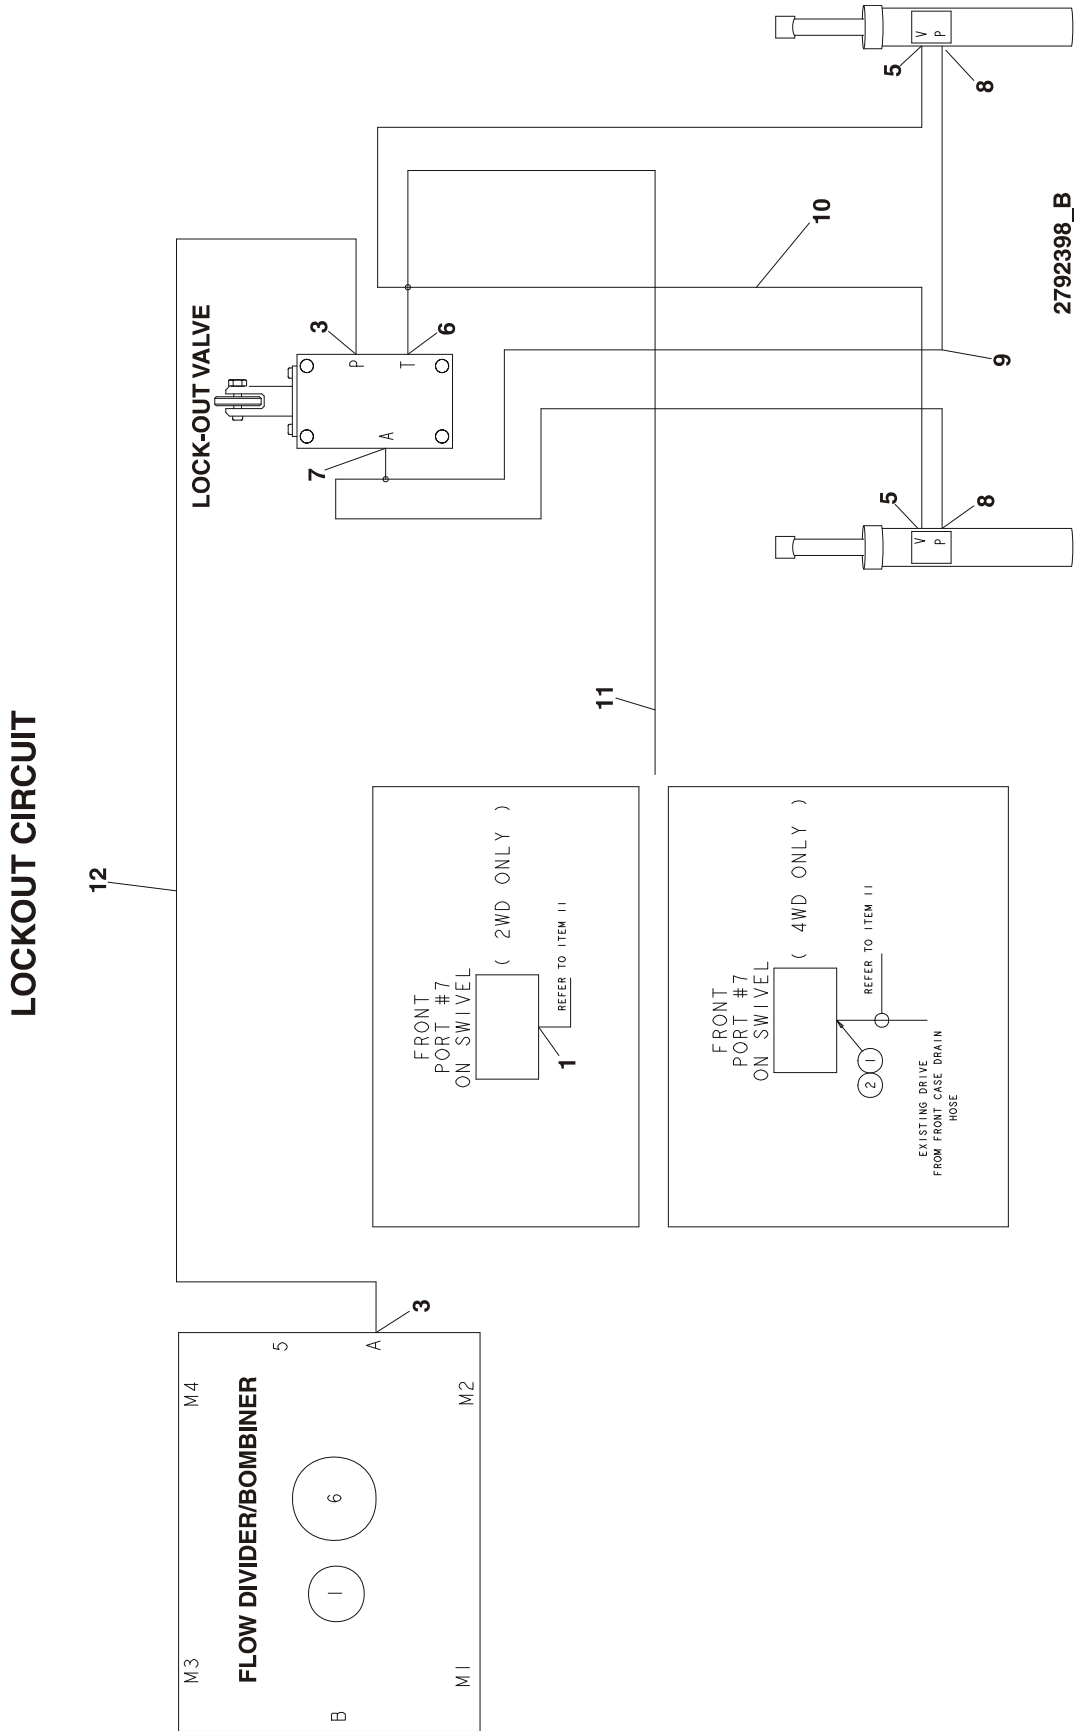 LOCKOUT CIRCUIT
12
LOCK-OUT VALVE
3
P
T
6
A
7
5
V
P
8
10
9
5
V
P
8
11
FRONT
PORT #7
ON SWIVEL
( 2WD ONLY )
REFER TO ITEM 11
1
FRONT
PORT #7
ON SWIVEL
( 4WD ONLY )
REFER TO ITEM 11
2
1
EXISTING DRIVE
FROM FRONT CASE DRAIN
HOSE
FLOW DIVIDER/BOMBINER
M3
M4
5
A
3
6
1
B
M1
M2
2792398_B